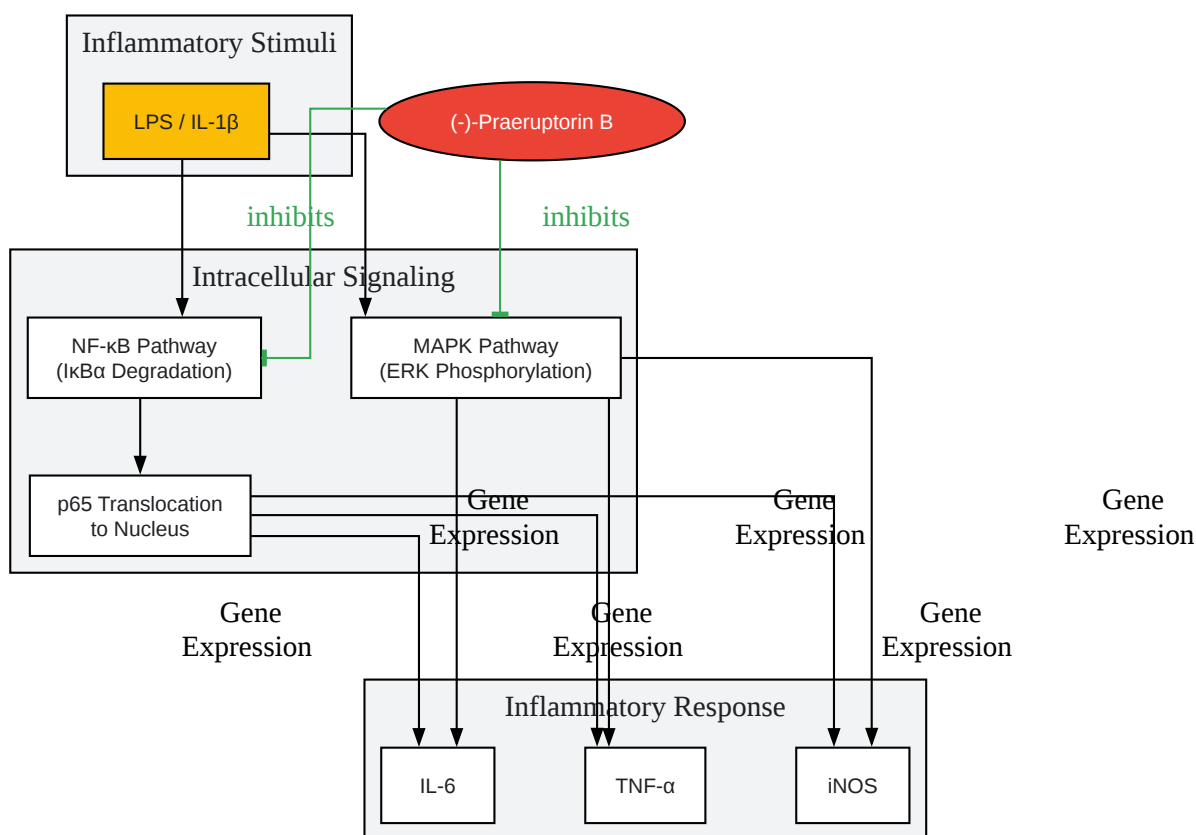 Inflammatory Stimuli
LPS / IL-1β
(-)-Praeruptorin B
inhibits
inhibits
Intracellular Signaling
NF-κB Pathway
(IκBα Degradation)
MAPK Pathway
(ERK Phosphorylation)
p65 Translocation
to Nucleus
Gene
Expression
Gene
Expression
Gene
Expression
Gene
Expression
Gene
Expression
Gene
Expression
Inflammatory Response
IL-6
TNF-α
iNOS